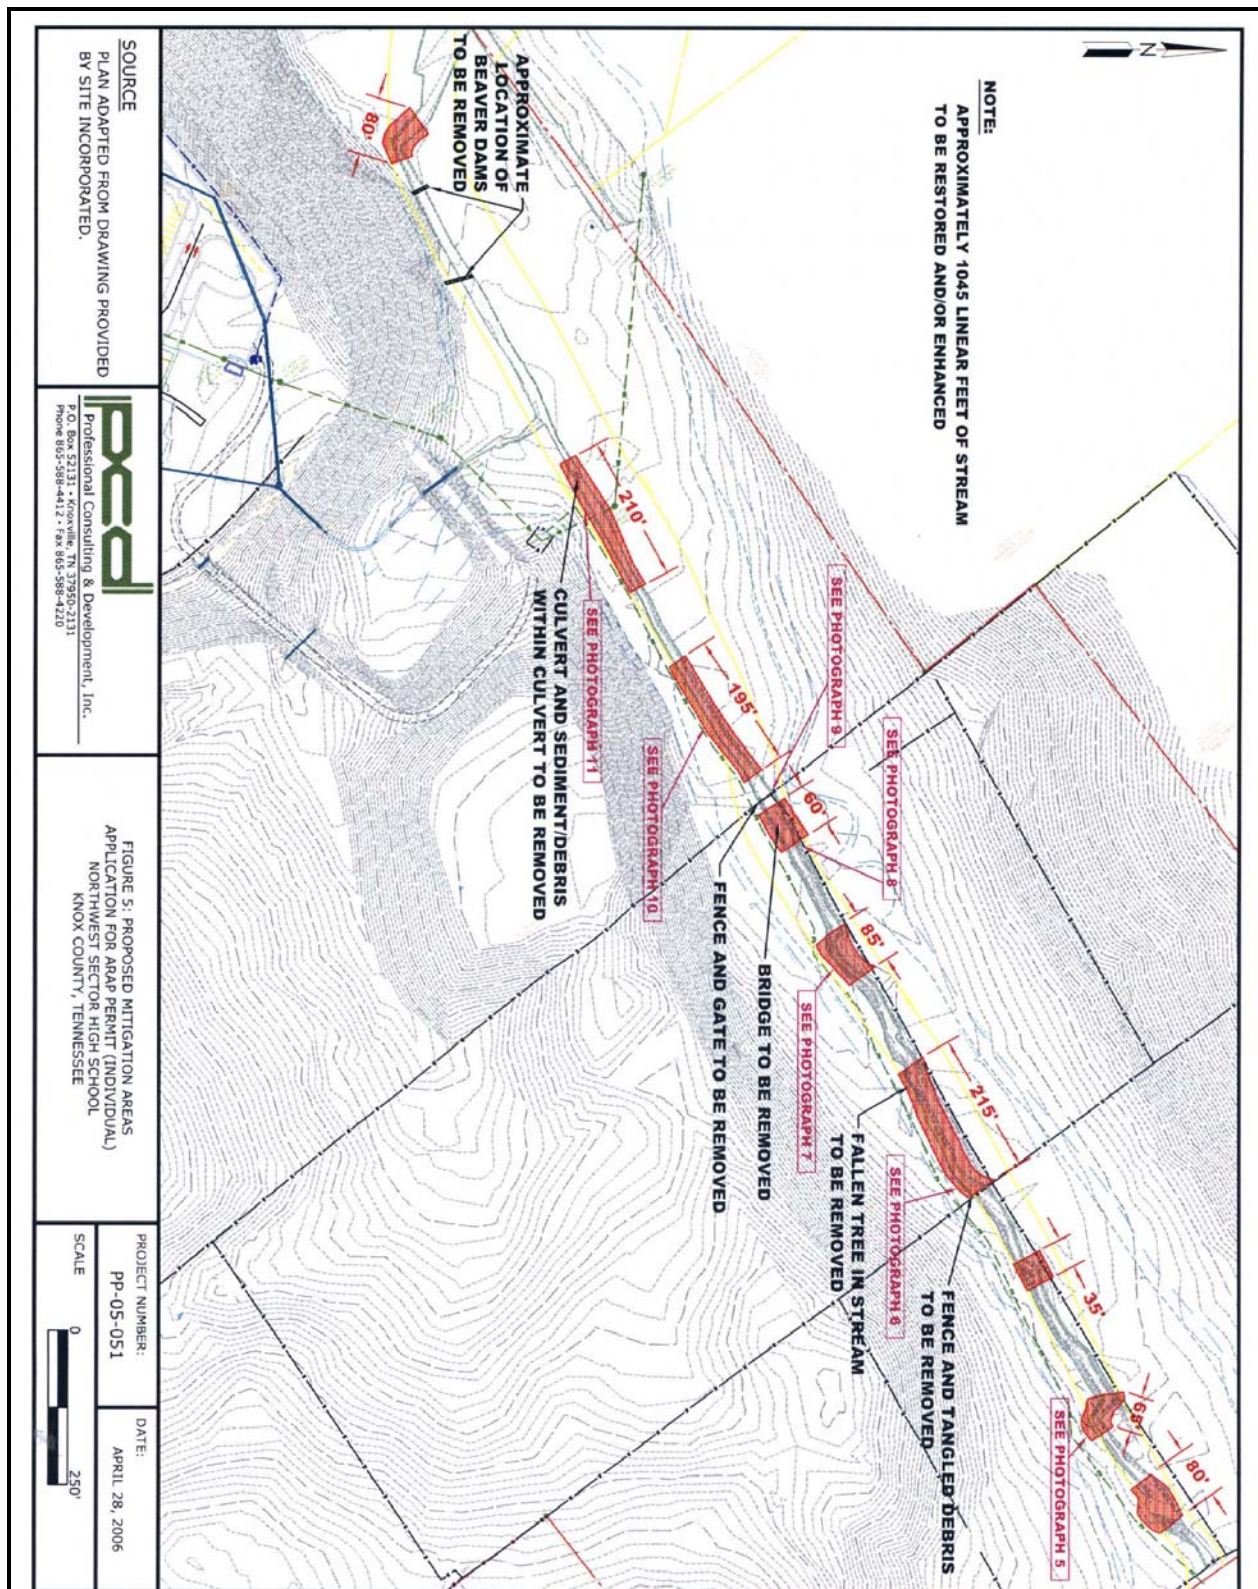 N
NOTE:
APPROXIMATELY 1045 LINEAR FEET OF STREAM
TO BE RESTORED AND/OR ENHANCED
APPROXIMATE
LOCATION OF
BEAVER DAMS
TO BE REMOVED
80'
210'
195'
60'
85'
215'
35'
80'
SEE PHOTOGRAPH 9
SEE PHOTOGRAPH 8
SEE PHOTOGRAPH 11
SEE PHOTOGRAPH 10
SEE PHOTOGRAPH 7
SEE PHOTOGRAPH 6
SEE PHOTOGRAPH 5
CULVERT AND SEDIMENT/DEBRIS
WITHIN CULVERT TO BE REMOVED
FENCE AND GATE TO BE REMOVED
BRIDGE TO BE REMOVED
FALLEN TREE IN STREAM
TO BE REMOVED
FENCE AND TANGLED DEBRIS
TO BE REMOVED
SOURCE
PLAN ADAPTED FROM DRAWING PROVIDED
BY SITE INCORPORATED.
pcd
Professional Consulting & Development, Inc.
P.O. Box 52131 • Knoxville, TN 37950-2131
Phone 865-588-4412 • Fax 865-588-4220
FIGURE 5: PROPOSED MITIGATION AREAS
APPLICATION FOR ARAP PERMIT (INDIVIDUAL)
NORTHWEST SECTOR HIGH SCHOOL
KNOX COUNTY, TENNESSEE
PROJECT NUMBER:
PP-05-051
DATE:
APRIL 28, 2006
SCALE
0
250'